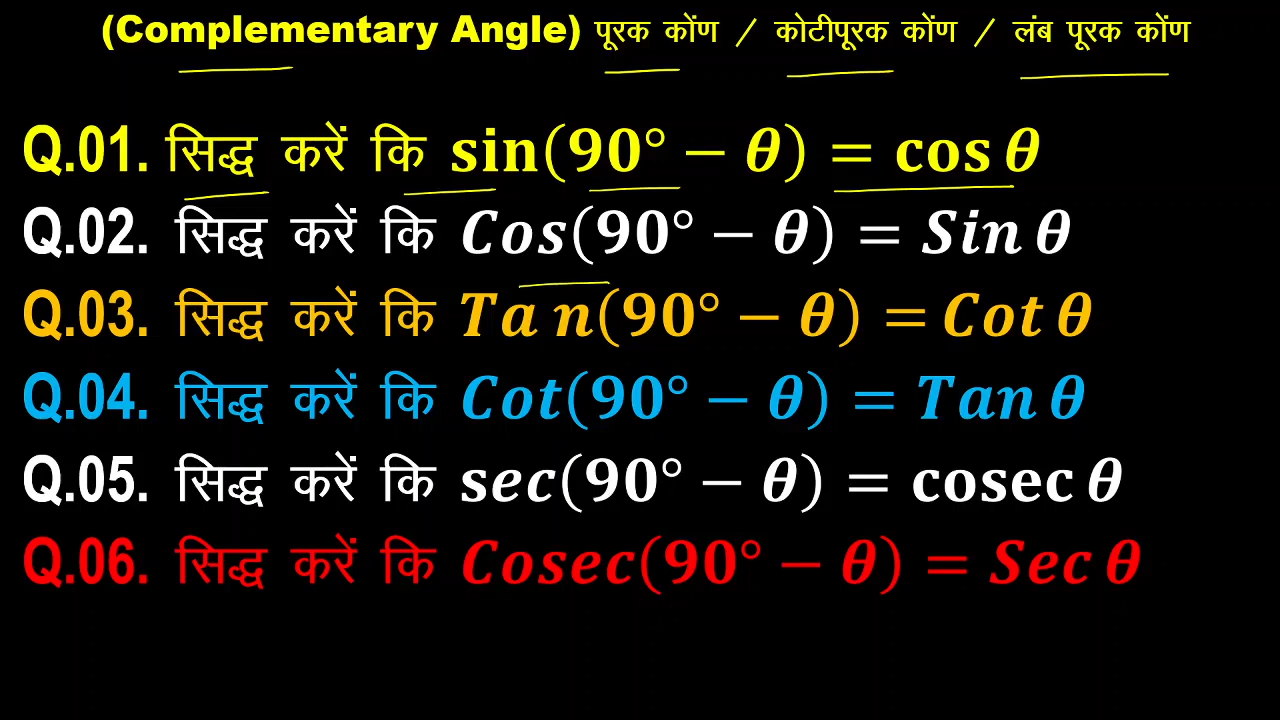 (Complementary Angle) पूरक कोंण / कोटीपूरक कोंण / लंब पूरक कोंण
Q.01. सिद्ध करें कि sin(90° − θ) = cos θ
Q.02. सिद्ध करें कि Cos(90° − θ) = Sin θ
Q.03. सिद्ध करें कि Ta n(90° − θ) = Cot θ
Q.04. सिद्ध करें कि Cot(90° − θ) = Tan θ
Q.05. सिद्ध करें कि sec(90° − θ) = cosec θ
Q.06. सिद्ध करें कि Cosec(90° − θ) = Sec θ